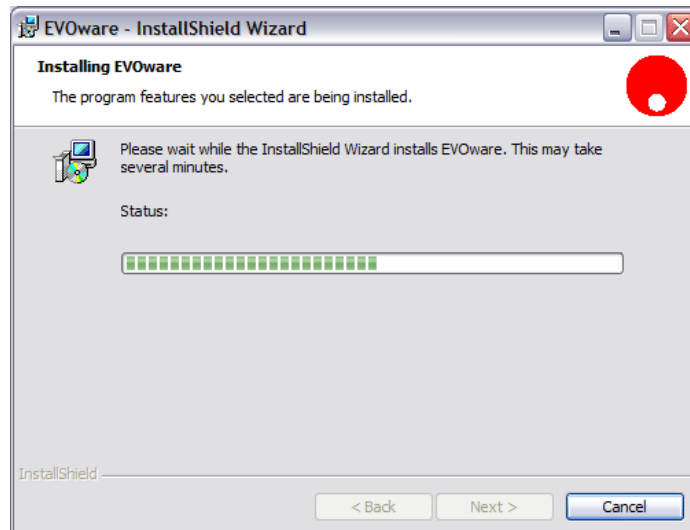 EVOware - InstallShield Wizard
Installing EVOware
The program features you selected are being installed.
Please wait while the InstallShield Wizard installs EVOware. This may take
several minutes.
Status:
InstallShield
< Back
Next >
Cancel